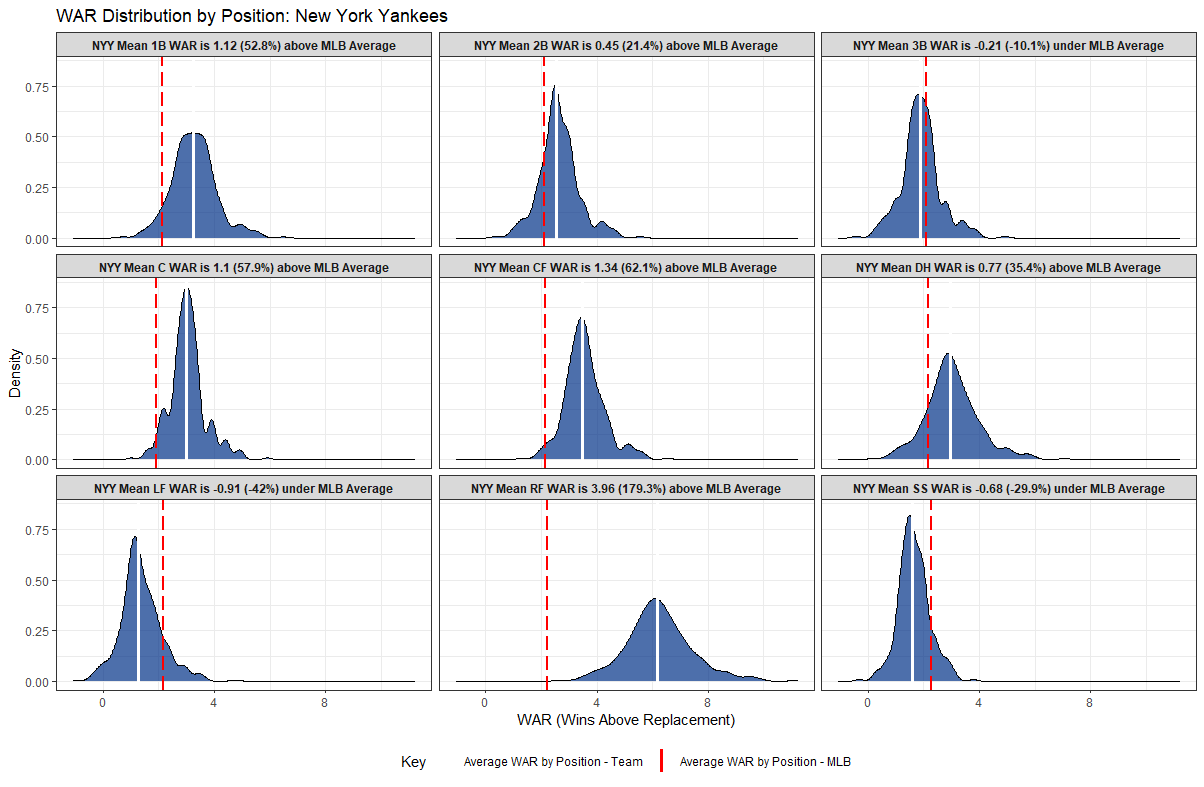 WAR Distribution by Position: New York Yankees
NYY Mean 1B WAR is 1.12 (52.8%) above MLB Average
NYY Mean 2B WAR is 0.45 (21.4%) above MLB Average
NYY Mean 3B WAR is -0.21 (-10.1%) under MLB Average
0.75
0.50
0.25
0.00
NYY Mean C WAR is 1.1 (57.9%) above MLB Average
NYY Mean CF WAR is 1.34 (62.1%) above MLB Average
NYY Mean DH WAR is 0.77 (35.4%) above MLB Average
Density
0.75
0.50
0.25
0.00
NYY Mean LF WAR is -0.91 (-42%) under MLB Average
NYY Mean RF WAR is 3.96 (179.3%) above MLB Average
NYY Mean SS WAR is -0.68 (-29.9%) under MLB Average
0.75
0.50
0.25
0.00
0 4 8
0 4 8
0 4 8
WAR (Wins Above Replacement)
Key
Average WAR by Position - Team
Average WAR by Position - MLB